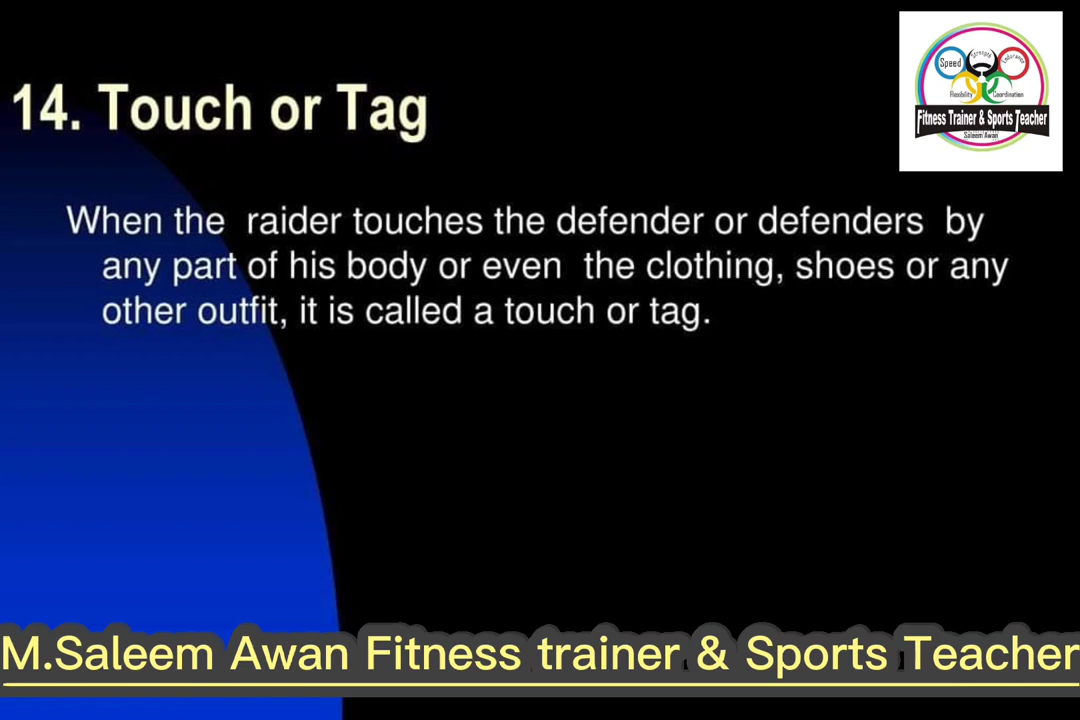 14. Touch or Tag
Speed
Strength
Endurance
Flexibility
Coordination
Fitness Trainer & Sports Teacher
Saleem Awan
When the raider touches the defender or defenders by
any part of his body or even the clothing, shoes or any
other outfit, it is called a touch or tag.
M.Saleem Awan Fitness trainer & Sports Teacher